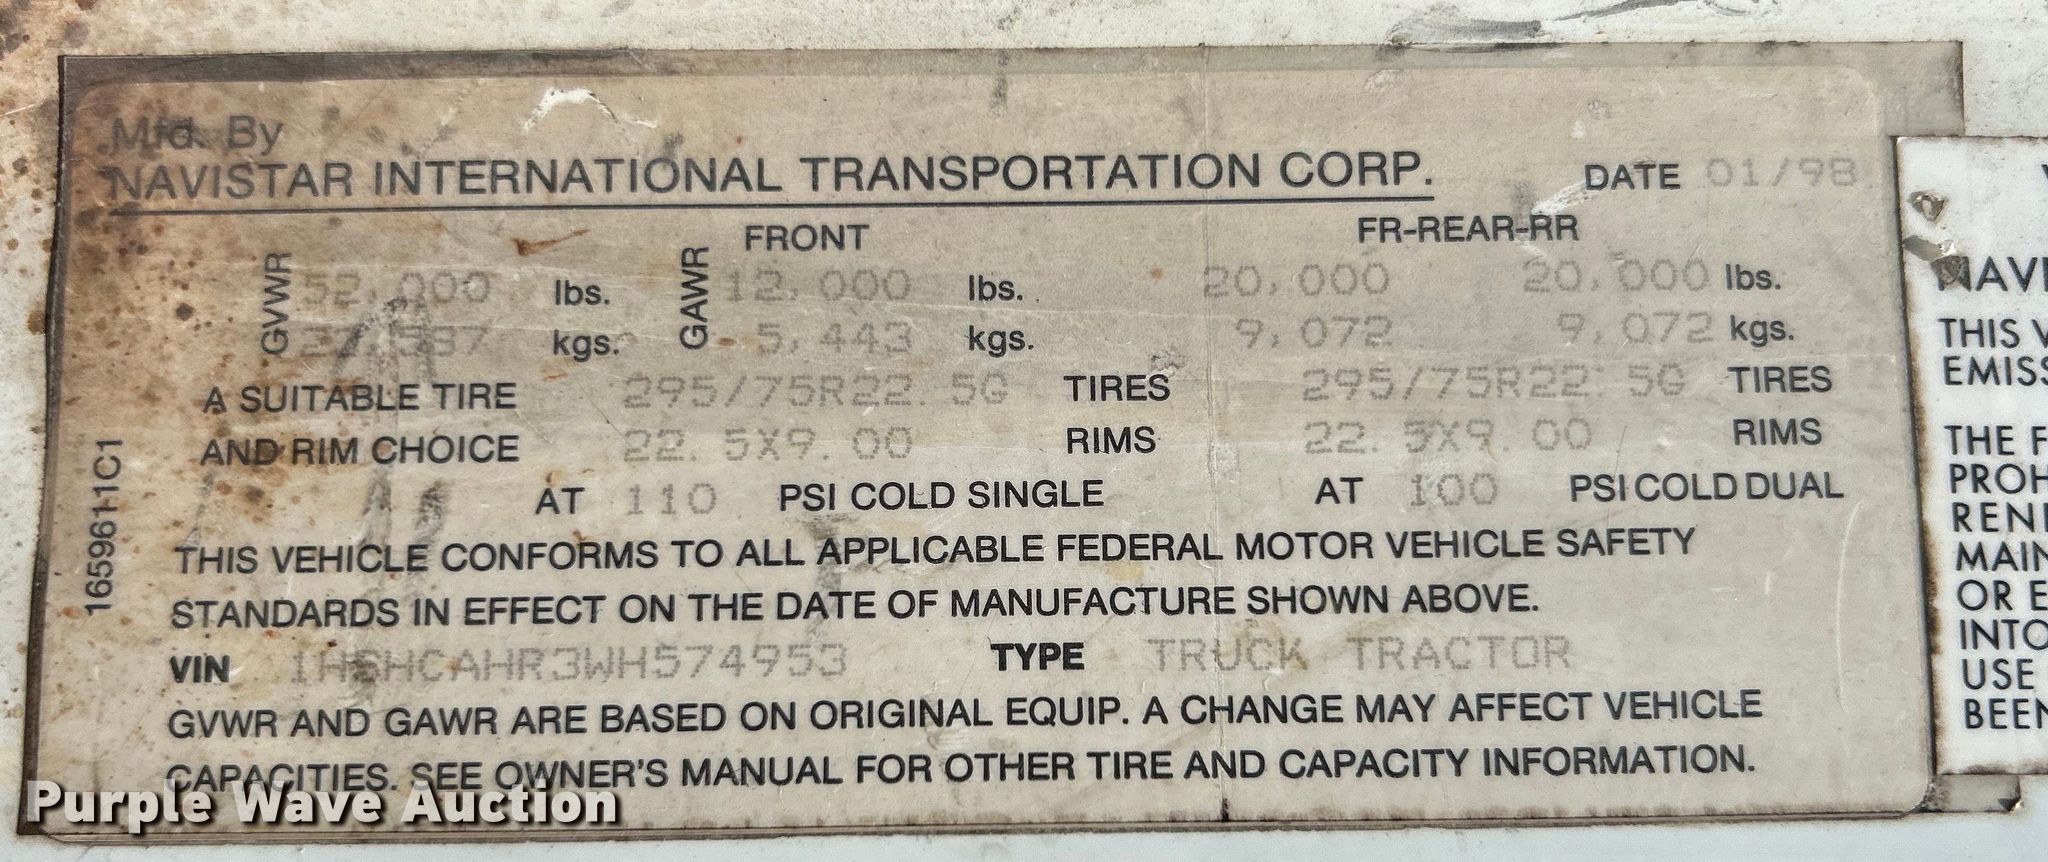 Mfd. By
NAVISTAR INTERNATIONAL TRANSPORTATION CORP. DATE 01/98
FRONT FR-REAR-RR
GVWR 52,000 lbs. GAWR 12,000 lbs. 20,000 20,000 lbs.
kgs. 5,443 kgs. 9,072 9,072 kgs.
A SUITABLE TIRE 295/75R22.5G TIRES 295/75R22.5G TIRES
AND RIM CHOICE 22.5X9.00 RIMS 22.5X9.00 RIMS
AT 110 PSI COLD SINGLE AT 100 PSI COLD DUAL
THIS VEHICLE CONFORMS TO ALL APPLICABLE FEDERAL MOTOR VEHICLE SAFETY
STANDARDS IN EFFECT ON THE DATE OF MANUFACTURE SHOWN ABOVE.
VIN 1HSHCAHR3WH574953 TYPE TRUCK TRACTOR
GVWR AND GAWR ARE BASED ON ORIGINAL EQUIP. A CHANGE MAY AFFECT VEHICLE
CAPACITIES. SEE OWNER'S MANUAL FOR OTHER TIRE AND CAPACITY INFORMATION.
1659611C1
THIS
EMISS
THE F
PROH
REN
MAIN
OR E
INTO
USE
BEEN
Purple Wave Auction